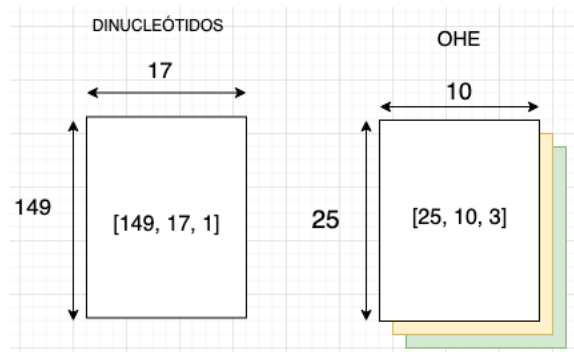 DINUCLEÓTIDOS
17
149
[149, 17, 1]
OHE
10
25
[25, 10, 3]